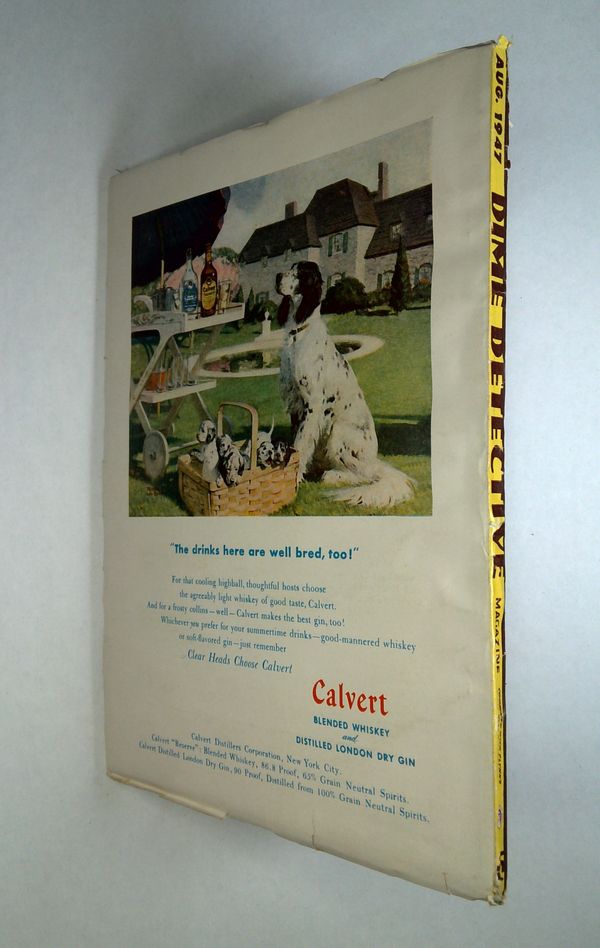 "The drinks here are well bred, too!"
For that cooling highball, thoughtful hosts choose
the agreeably light whiskey of good taste, Calvert.
And for a frosty collins—well—Calvert makes the best gin, too!
Whichever you prefer for your summertime drinks—good-mannered whiskey
or soft-flavored gin—just remember
Clear Heads Choose Calvert
Calvert
BLENDED WHISKEY
and
DISTILLED LONDON DRY GIN
Calvert Distillers Corporation, New York City.
Calvert "Reserve": Blended Whiskey, 86.8 Proof, 65% Grain Neutral Spirits.
Calvert Distilled London Dry Gin, 90 Proof, Distilled from 100% Grain Neutral Spirits.
AUG. 1947 DIME DETECTIVE MAGAZINE